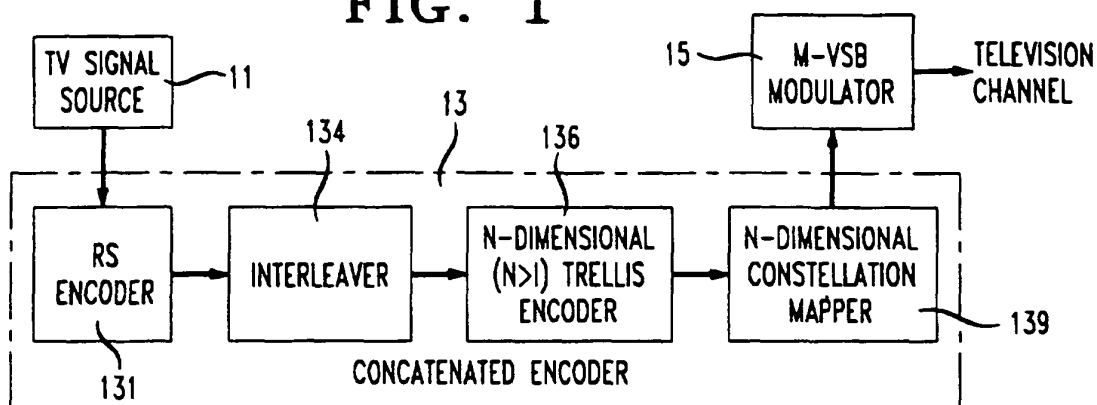 FIG. 1
TV SIGNAL
SOURCE
11
15
M-VSB
MODULATOR
TELEVISION
CHANNEL
13
134
136
RS
ENCODER
INTERLEAVER
N-DIMENSIONAL
(N>1) TRELLIS
ENCODER
N-DIMENSIONAL
CONSTELLATION
MAPPER
131
139
CONCATENATED ENCODER